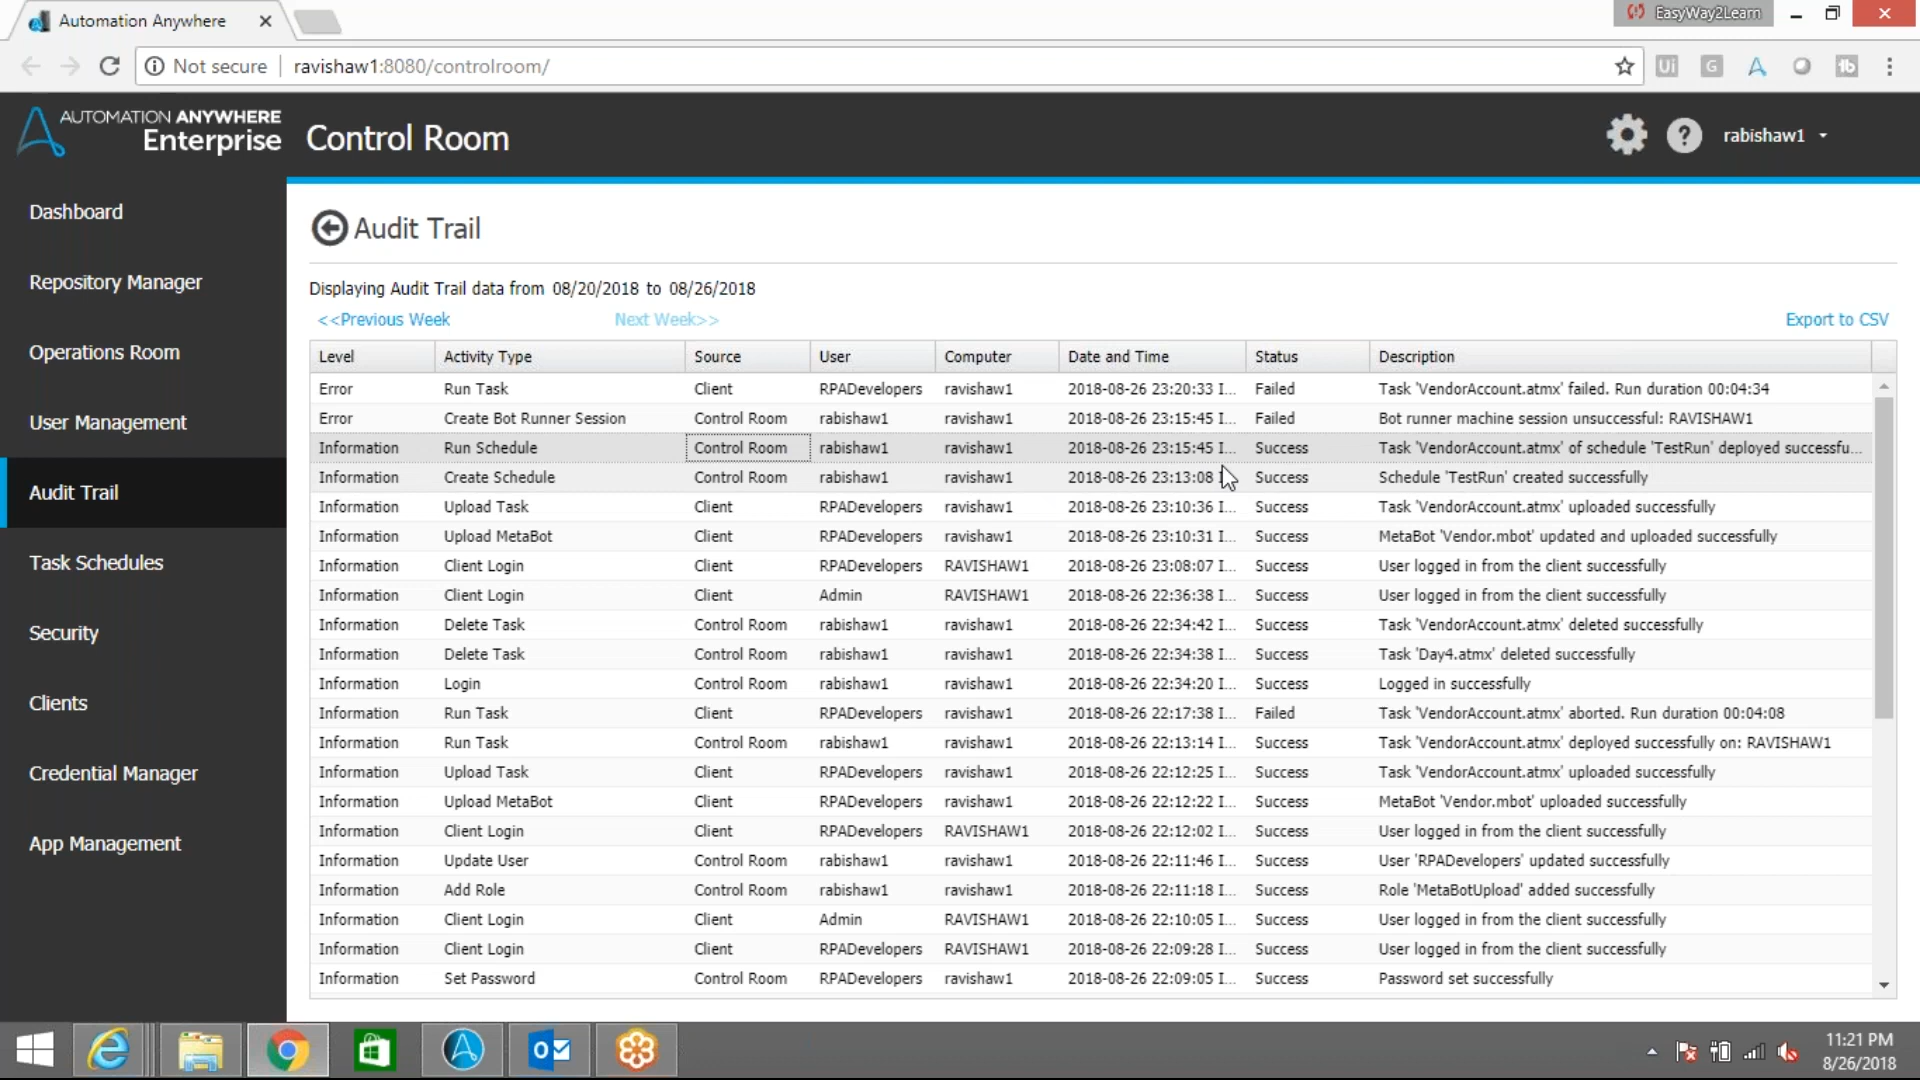 Automation Anywhere
EasyWay2Learn
Not secure ravishaw1:8080/controlroom/
AUTOMATION ANYWHERE
Enterprise
Control Room
rabishaw1
Dashboard
Repository Manager
Operations Room
User Management
Audit Trail
Task Schedules
Security
Clients
Credential Manager
App Management
Audit Trail
Displaying Audit Trail data from 08/20/2018 to 08/26/2018
<<Previous Week Next Week>> Export to CSV
Level Activity Type Source User Computer Date and Time Status Description
Error Run Task Client RPADevelopers ravishaw1 2018-08-26 23:20:33 I... Failed Task 'VendorAccount.atmx' failed. Run duration 00:04:34
Error Create Bot Runner Session Control Room rabishaw1 ravishaw1 2018-08-26 23:15:45 I... Failed Bot runner machine session unsuccessful: RAVISHAW1
Information Run Schedule Control Room rabishaw1 ravishaw1 2018-08-26 23:15:45 I... Success Task 'VendorAccount.atmx' of schedule 'TestRun' deployed successfu...
Information Create Schedule Control Room rabishaw1 ravishaw1 2018-08-26 23:13:08 I... Success Schedule 'TestRun' created successfully
Information Upload Task Client RPADevelopers ravishaw1 2018-08-26 23:10:36 I... Success Task 'VendorAccount.atmx' uploaded successfully
Information Upload MetaBot Client RPADevelopers ravishaw1 2018-08-26 23:10:31 I... Success MetaBot 'Vendor.mbot' updated and uploaded successfully
Information Client Login Client RPADevelopers RAVISHAW1 2018-08-26 23:08:07 I... Success User logged in from the client successfully
Information Client Login Client Admin RAVISHAW1 2018-08-26 22:36:38 I... Success User logged in from the client successfully
Information Delete Task Control Room rabishaw1 ravishaw1 2018-08-26 22:34:42 I... Success Task 'VendorAccount.atmx' deleted successfully
Information Delete Task Control Room rabishaw1 ravishaw1 2018-08-26 22:34:38 I... Success Task 'Day4.atmx' deleted successfully
Information Login Control Room rabishaw1 ravishaw1 2018-08-26 22:34:20 I... Success Logged in successfully
Information Run Task Client RPADevelopers ravishaw1 2018-08-26 22:17:38 I... Failed Task 'VendorAccount.atmx' aborted. Run duration 00:04:08
Information Run Task Control Room rabishaw1 ravishaw1 2018-08-26 22:13:14 I... Success Task 'VendorAccount.atmx' deployed successfully on: RAVISHAW1
Information Upload Task Client RPADevelopers ravishaw1 2018-08-26 22:12:25 I... Success Task 'VendorAccount.atmx' uploaded successfully
Information Upload MetaBot Client RPADevelopers ravishaw1 2018-08-26 22:12:22 I... Success MetaBot 'Vendor.mbot' uploaded successfully
Information Client Login Client RPADevelopers RAVISHAW1 2018-08-26 22:12:02 I... Success User logged in from the client successfully
Information Update User Control Room rabishaw1 ravishaw1 2018-08-26 22:11:46 I... Success User 'RPADevelopers' updated successfully
Information Add Role Control Room rabishaw1 ravishaw1 2018-08-26 22:11:18 I... Success Role 'MetaBotUpload' added successfully
Information Client Login Client Admin RAVISHAW1 2018-08-26 22:10:05 I... Success User logged in from the client successfully
Information Client Login Client RPADevelopers RAVISHAW1 2018-08-26 22:09:28 I... Success User logged in from the client successfully
Information Set Password Control Room RPADevelopers ravishaw1 2018-08-26 22:09:05 I... Success Password set successfully
11:21 PM
8/26/2018